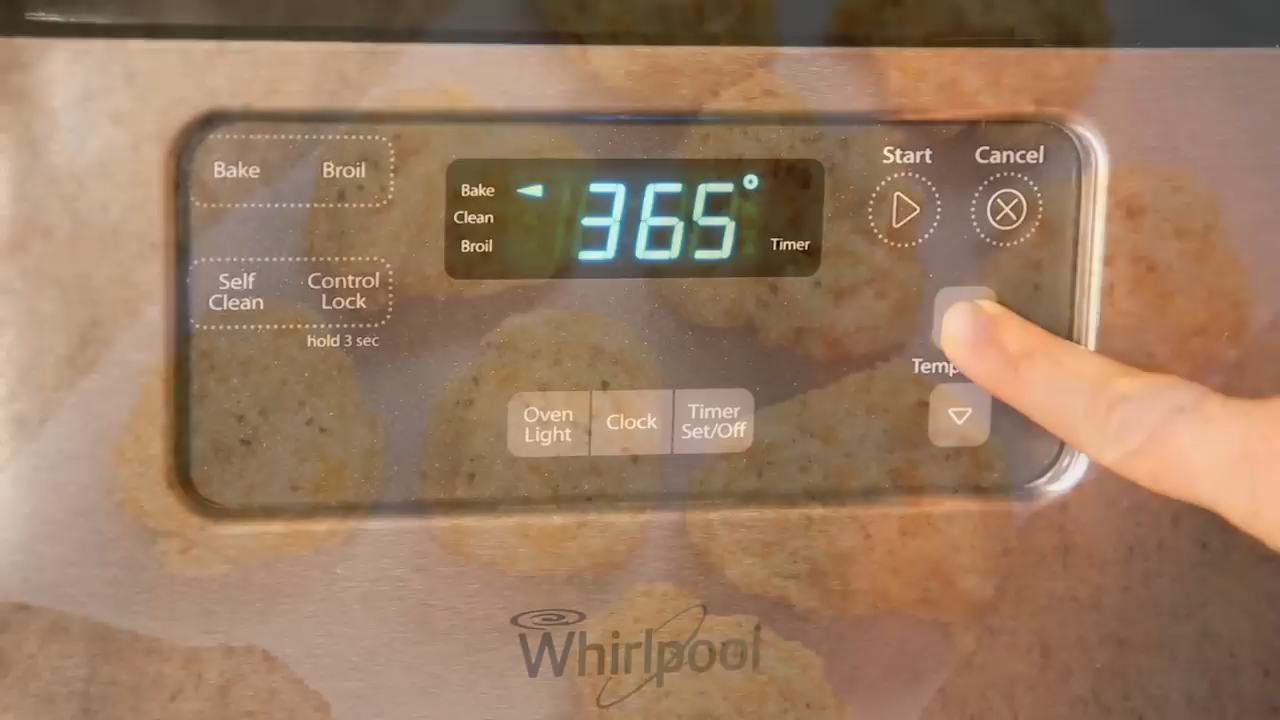 Bake Broil
Self Clean
Control Lock
hold 3 sec
Bake
Clean
Broil
365°
Timer
Start Cancel
Temp
Oven Light
Clock
Timer Set/Off
Whirlpool